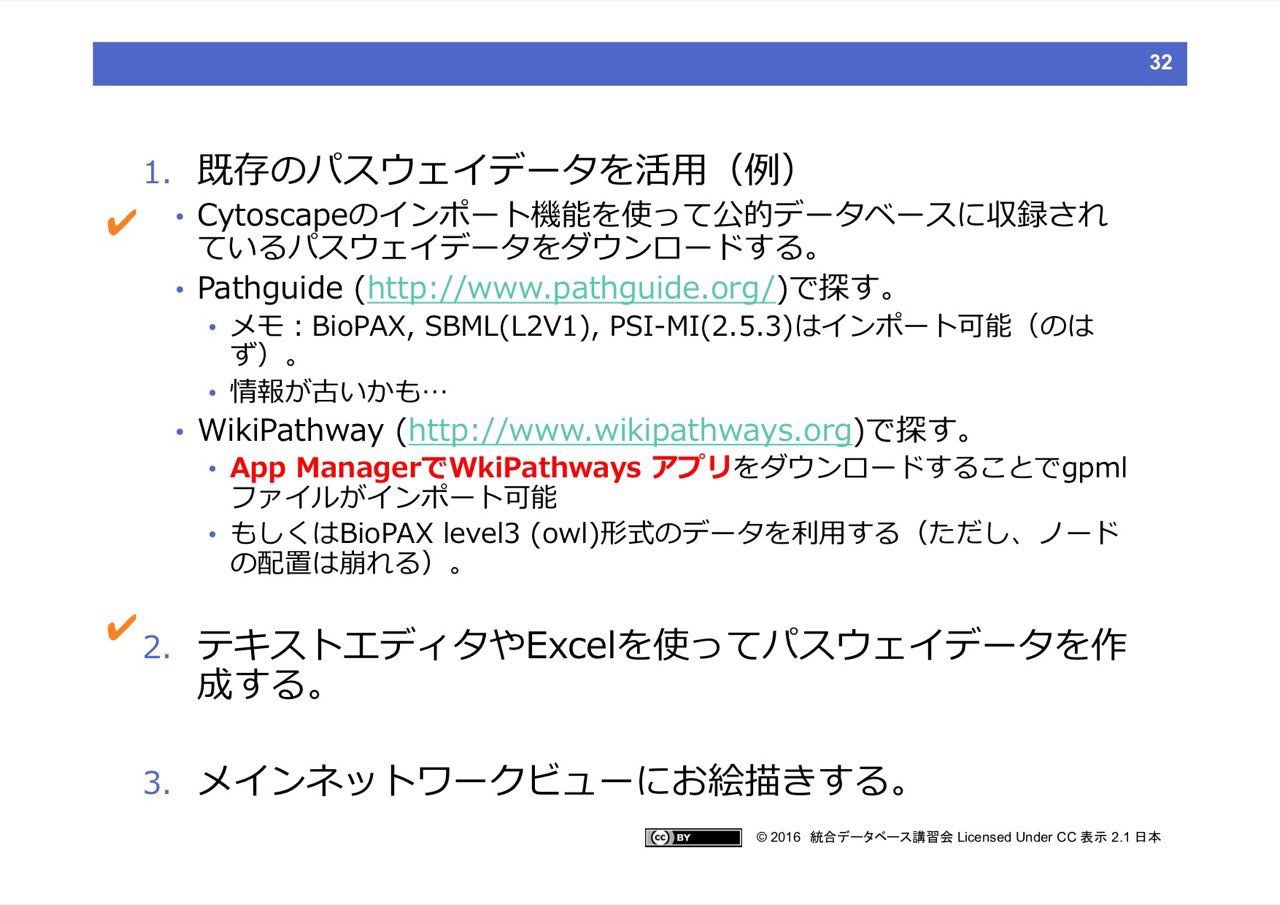 32
1. 既存のパスウェイデータを活用（例）
✔ • Cytoscapeのインポート機能を使って公的データベースに収録され
ているパスウェイデータをダウンロードする。
• Pathguide (http://www.pathguide.org/)で探す。
• メモ：BioPAX, SBML(L2V1), PSI-MI(2.5.3)はインポート可能（のは
ず）。
• 情報が古いかも…
• WikiPathway (http://www.wikipathways.org)で探す。
• App ManagerでWkiPathways アプリをダウンロードすることでgpml
ファイルがインポート可能
• もしくはBioPAX level3 (owl)形式のデータを利用する（ただし、ノード
の配置は崩れる）。
✔ 2. テキストエディタやExcelを使ってパスウェイデータを作
成する。
3. メインネットワークビューにお絵描きする。
cc BY © 2016 統合データベース講習会 Licensed Under CC 表示 2.1 日本